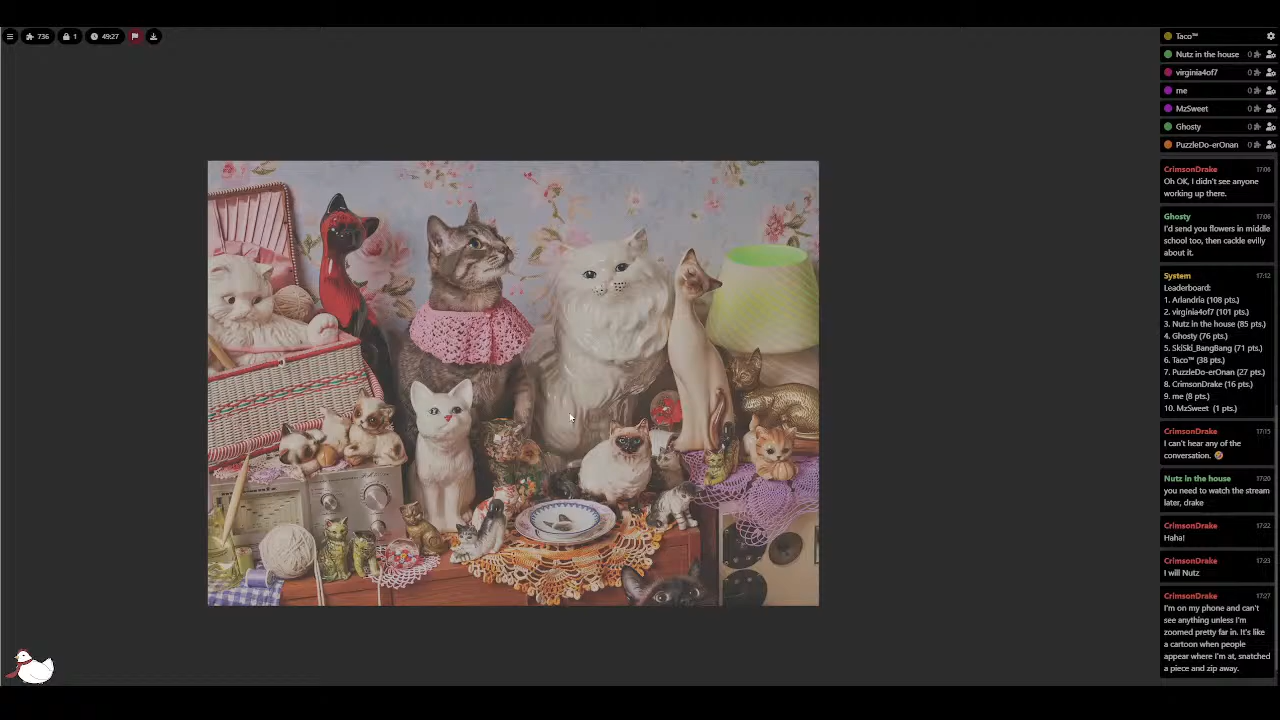 736
1
49:27
Taco™
Nutz in the house 0
virginia4of7 0
me 0
MzSweet 0
Ghosty 0
PuzzleDo-erOnan 0
CrimsonDrake 17:06
Oh OK, I didn't see anyone
working up there.
Ghosty 17:06
I'd send you flowers in middle
school too, then cackle evilly
about it.
System 17:12
Leaderboard:
1. Arlandria (108 pts.)
2. virginia4of7 (101 pts.)
3. Nutz in the house (85 pts.)
4. Ghosty (76 pts.)
5. SkiSki_BangBang (71 pts.)
6. Taco™ (38 pts.)
7. PuzzleDo-erOnan (27 pts.)
8. CrimsonDrake (16 pts.)
9. me (8 pts.)
10. MzSweet (1 pts.)
CrimsonDrake 17:15
I can't hear any of the
conversation. 🤣
Nutz in the house 17:20
you need to watch the stream
later, drake
CrimsonDrake 17:22
Haha!
CrimsonDrake 17:23
I will Nutz
CrimsonDrake 17:27
I'm on my phone and can't
see anything unless I'm
zoomed pretty far in. It's like
a cartoon when people
appear where I'm at, snatched
a piece and zip away.